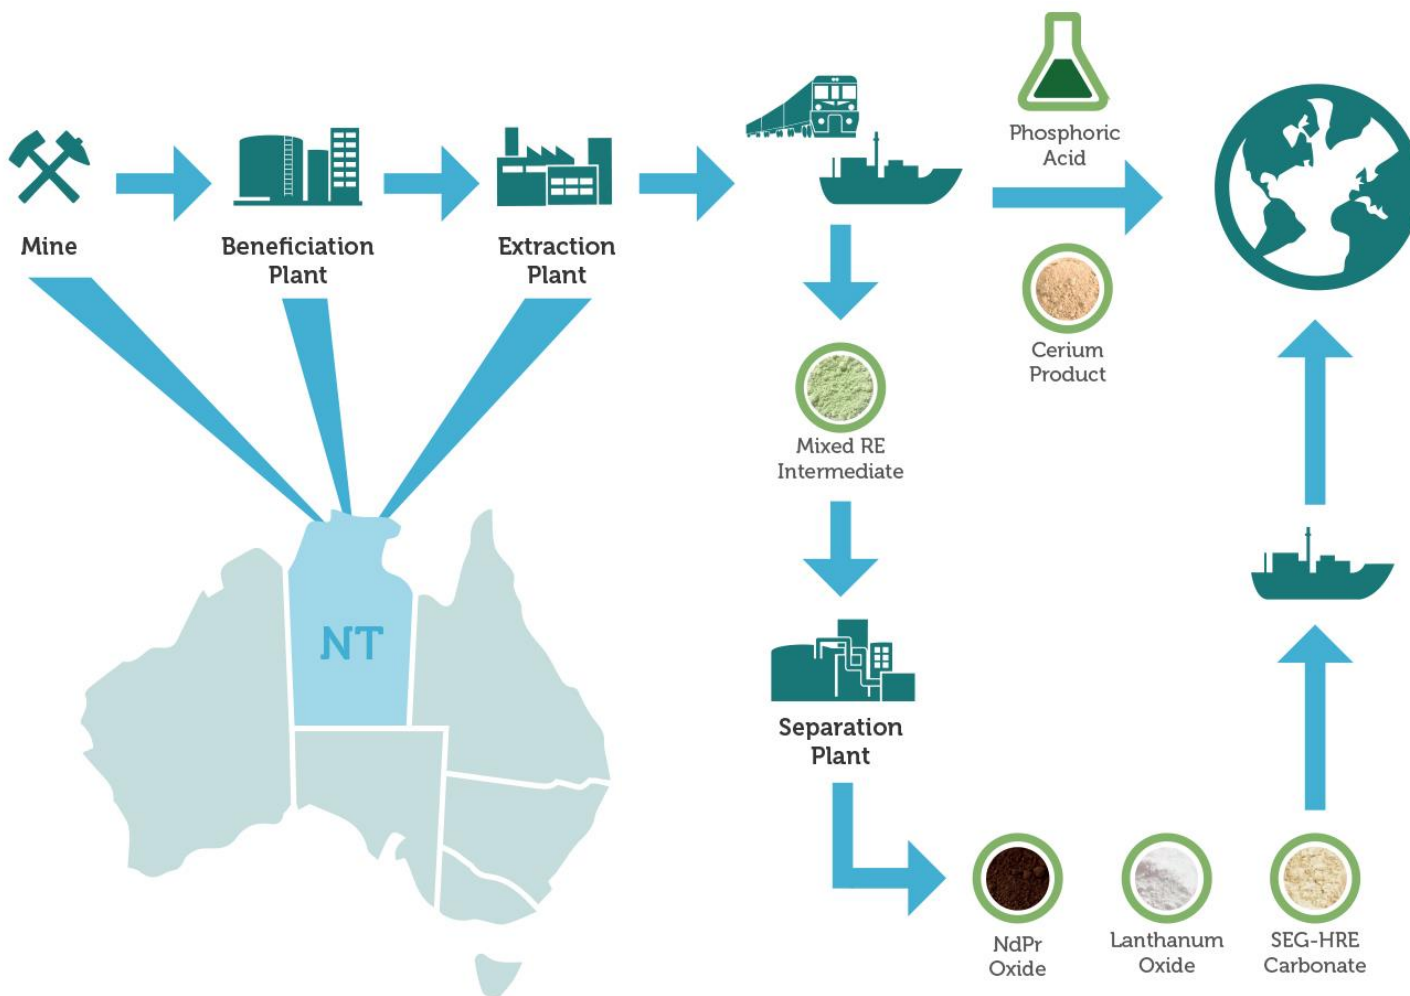 Mine
Beneficiation
Plant
Extraction
Plant
Phosphoric
Acid
Cerium
Product
Mixed RE
Intermediate
NT
Separation
Plant
NdPr
Oxide
Lanthanum
Oxide
SEG-HRE
Carbonate